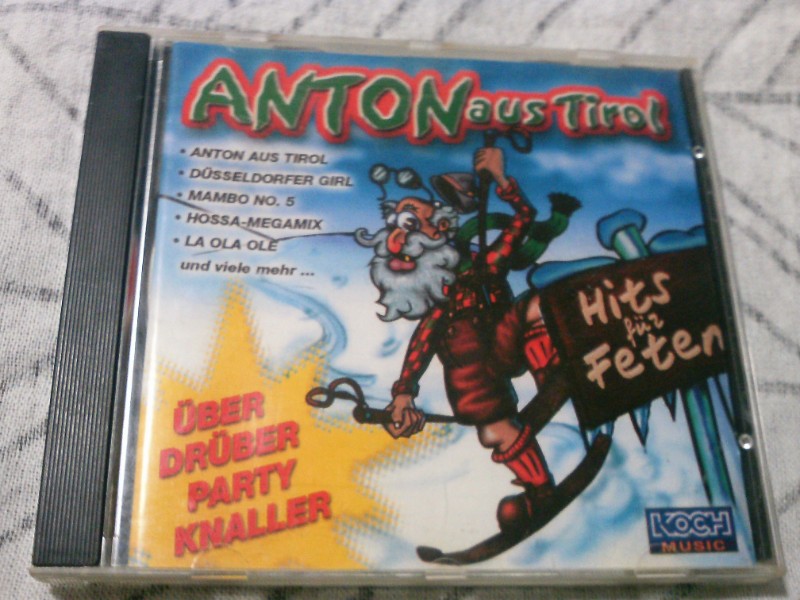 ANTON aus Tirol
• ANTON AUS TIROL
• DÜSSELDORFER GIRL
• MAMBO NO. 5
• HOSSA-MEGAMIX
• LA OLA OLÉ
und viele mehr ...
Hits
für
Feten
ÜBER
DRÜBER
PARTY
KNALLER
KOCH
MUSIC